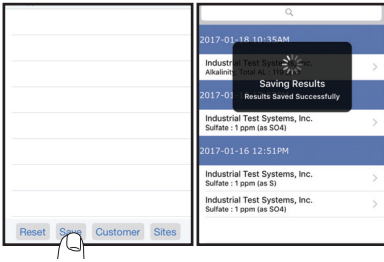 Reset Save Customer Sites
2017-01-18 10:35AM
Industrial Test Systems, Inc.
Alkalinity, Total AL : 11
Saving Results
Results Saved Successfully
2017-01
Industrial Test Systems, Inc.
Sulfate : 1 ppm (as SO4)
2017-01-16 12:51PM
Industrial Test Systems, Inc.
Sulfate : 1 ppm (as S)
Industrial Test Systems, Inc.
Sulfate : 1 ppm (as SO4)